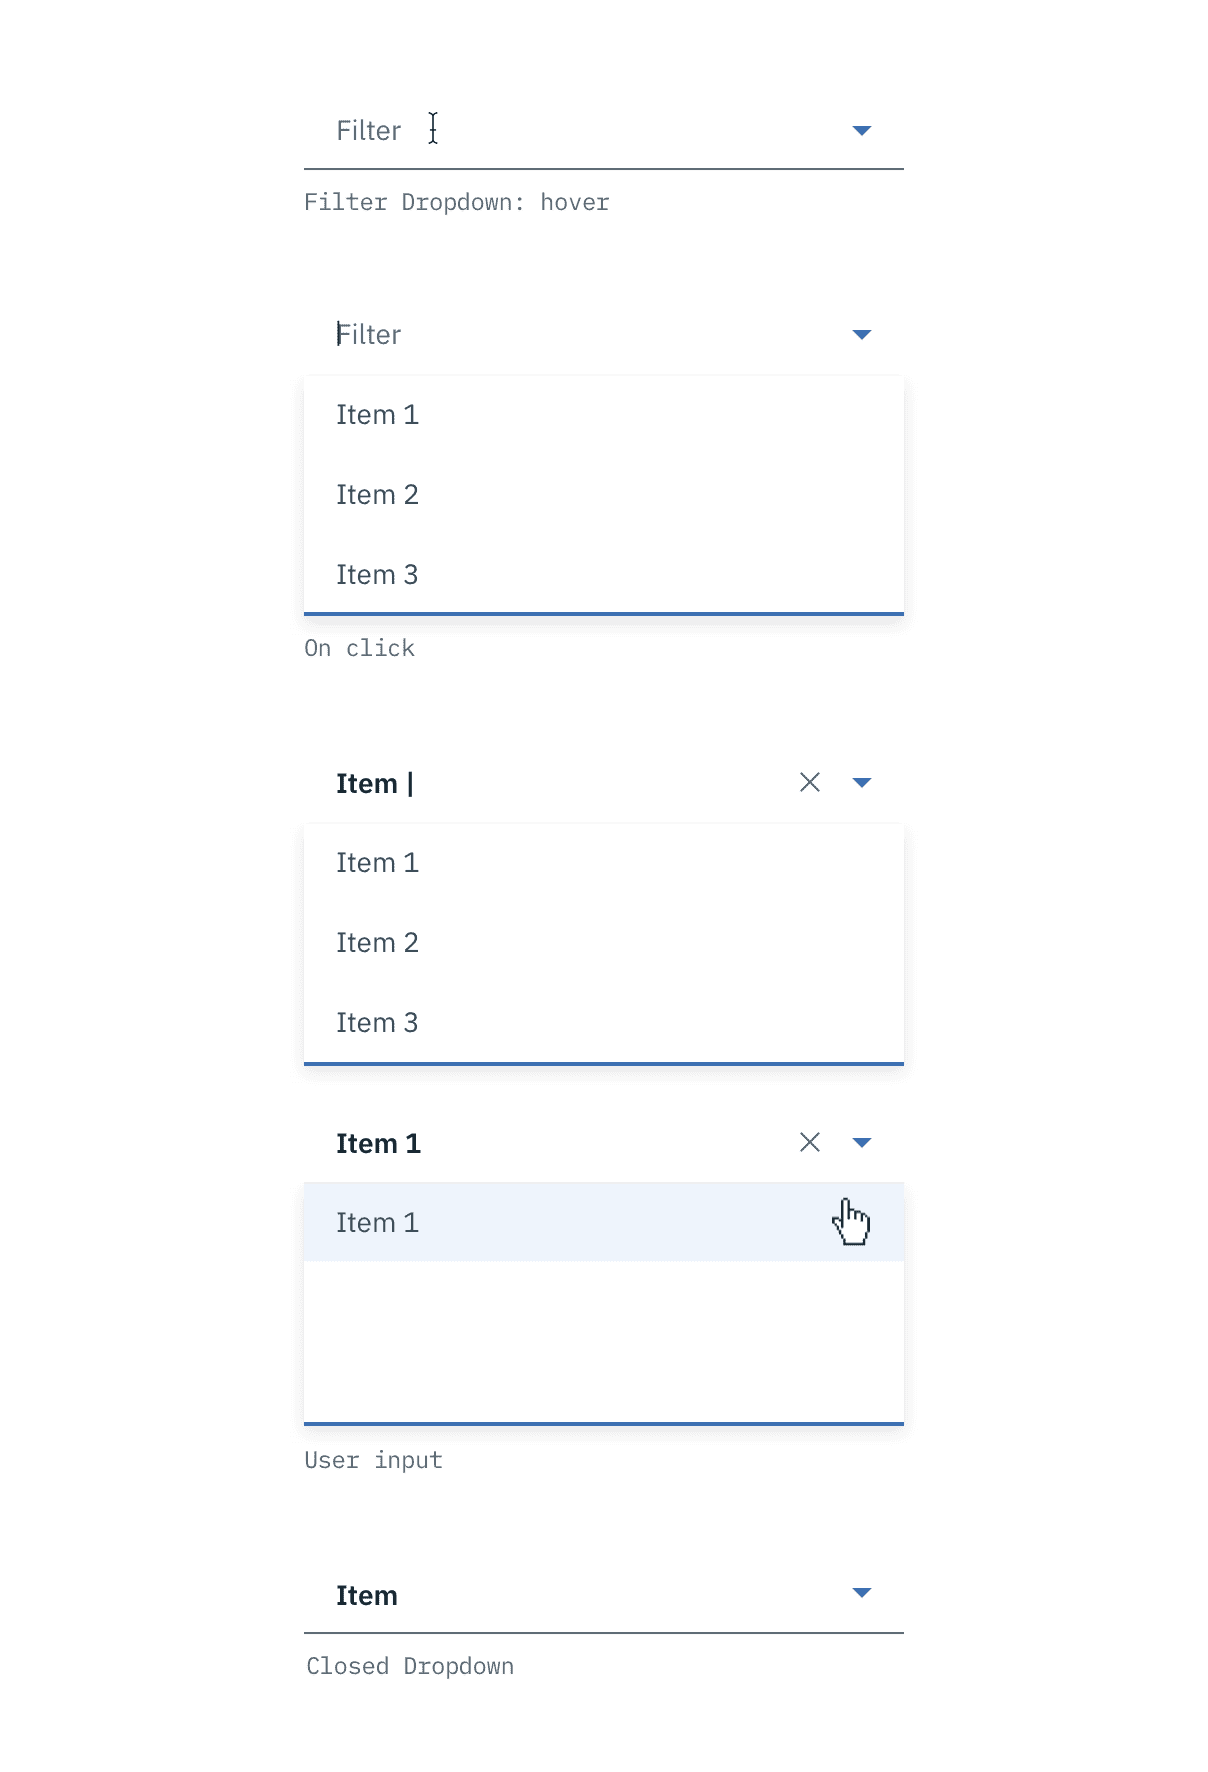 Filter
Filter Dropdown: hover
Filter
Item 1
Item 2
Item 3
On click
Item |
Item 1
Item 2
Item 3
Item 1
Item 1
User input
Item
Closed Dropdown